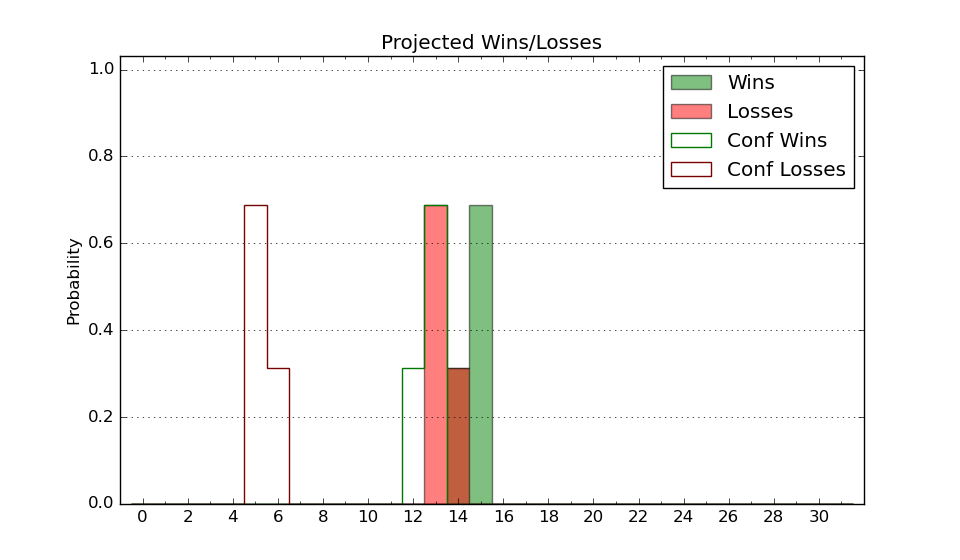 Projected Wins/Losses
Wins
Losses
Conf Wins
Conf Losses
Probability
1.0
0.8
0.6
0.4
0.2
0.0
0 2 4 6 8 10 12 14 16 18 20 22 24 26 28 30